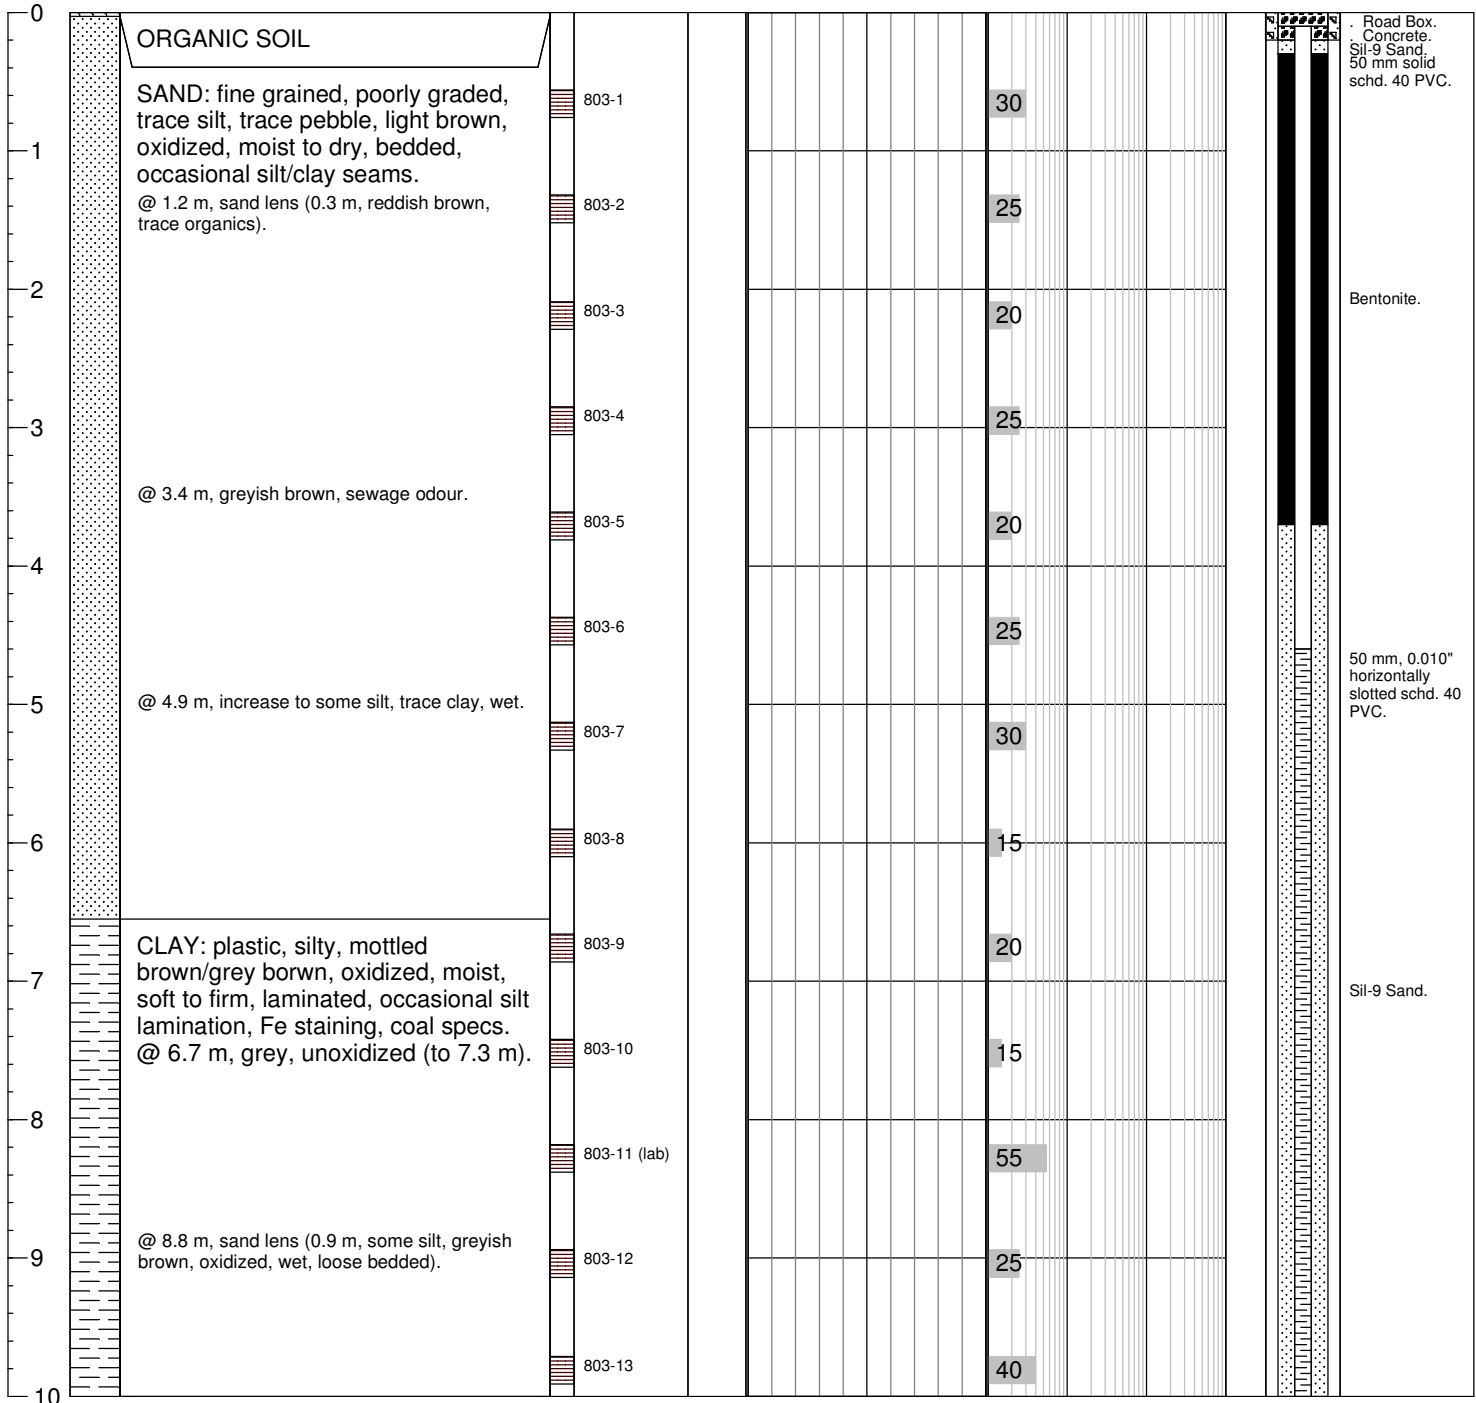 0
ORGANIC SOIL
. Road Box.
. Concrete.
Sil-9 Sand.
50 mm solid
schd. 40 PVC.
SAND: fine grained, poorly graded,
trace silt, trace pebble, light brown,
oxidized, moist to dry, bedded,
occasional silt/clay seams.
803-1
30
1
@ 1.2 m, sand lens (0.3 m, reddish brown,
trace organics).
803-2
25
2
Bentonite.
803-3
20
803-4
25
3
@ 3.4 m, greyish brown, sewage odour.
803-5
20
4
803-6
25
50 mm, 0.010"
horizontally
slotted schd. 40
PVC.
@ 4.9 m, increase to some silt, trace clay, wet.
5
803-7
30
803-8
15
6
CLAY: plastic, silty, mottled
brown/grey borwn, oxidized, moist,
soft to firm, laminated, occasional silt
lamination, Fe staining, coal specs.
@ 6.7 m, grey, unoxidized (to 7.3 m).
803-9
20
7
Sil-9 Sand.
803-10
15
8
803-11 (lab)
55
@ 8.8 m, sand lens (0.9 m, some silt, greyish
brown, oxidized, wet, loose bedded).
803-12
25
9
803-13
40
10